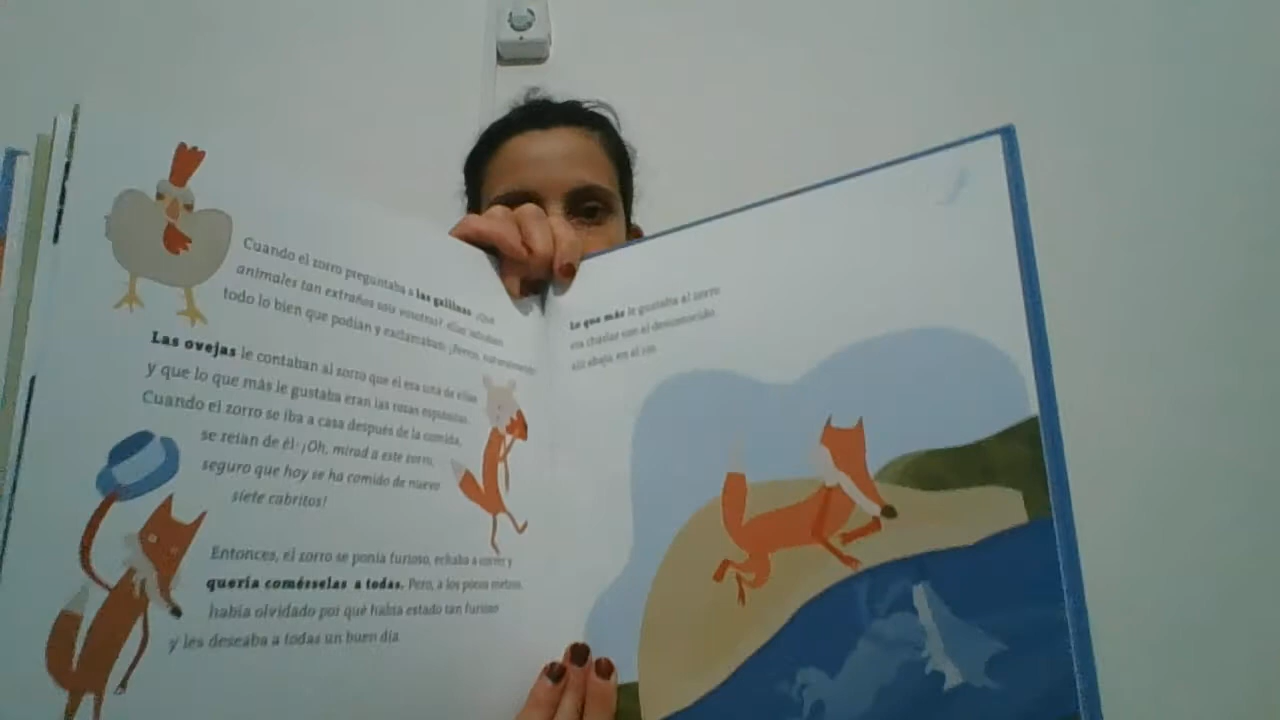 Cuando el zorro preguntaba a las gallinas ¿Qué
animales tan extraños sois vosotras? ellas
todo lo bien que podían y exclamaban: ¡Perros,
Las ovejas le contaban al zorro que él era una de ellas
y que lo que más le gustaba eran las rosas espinosas.
Cuando el zorro se iba a casa después de la comida,
se reían de él: ¡Oh, mirad a este zorro,
seguro que hoy se ha comido de nuevo
siete cabritos!
Entonces, el zorro se ponía furioso, echaba a correr y
quería comérselas a todas. Pero, a los pocos metros,
había olvidado por qué había estado tan furioso
y les deseaba a todas un buen día
Lo que más le gustaba al zorro
era charlar con el desconocido,
allí abajo, en el río.